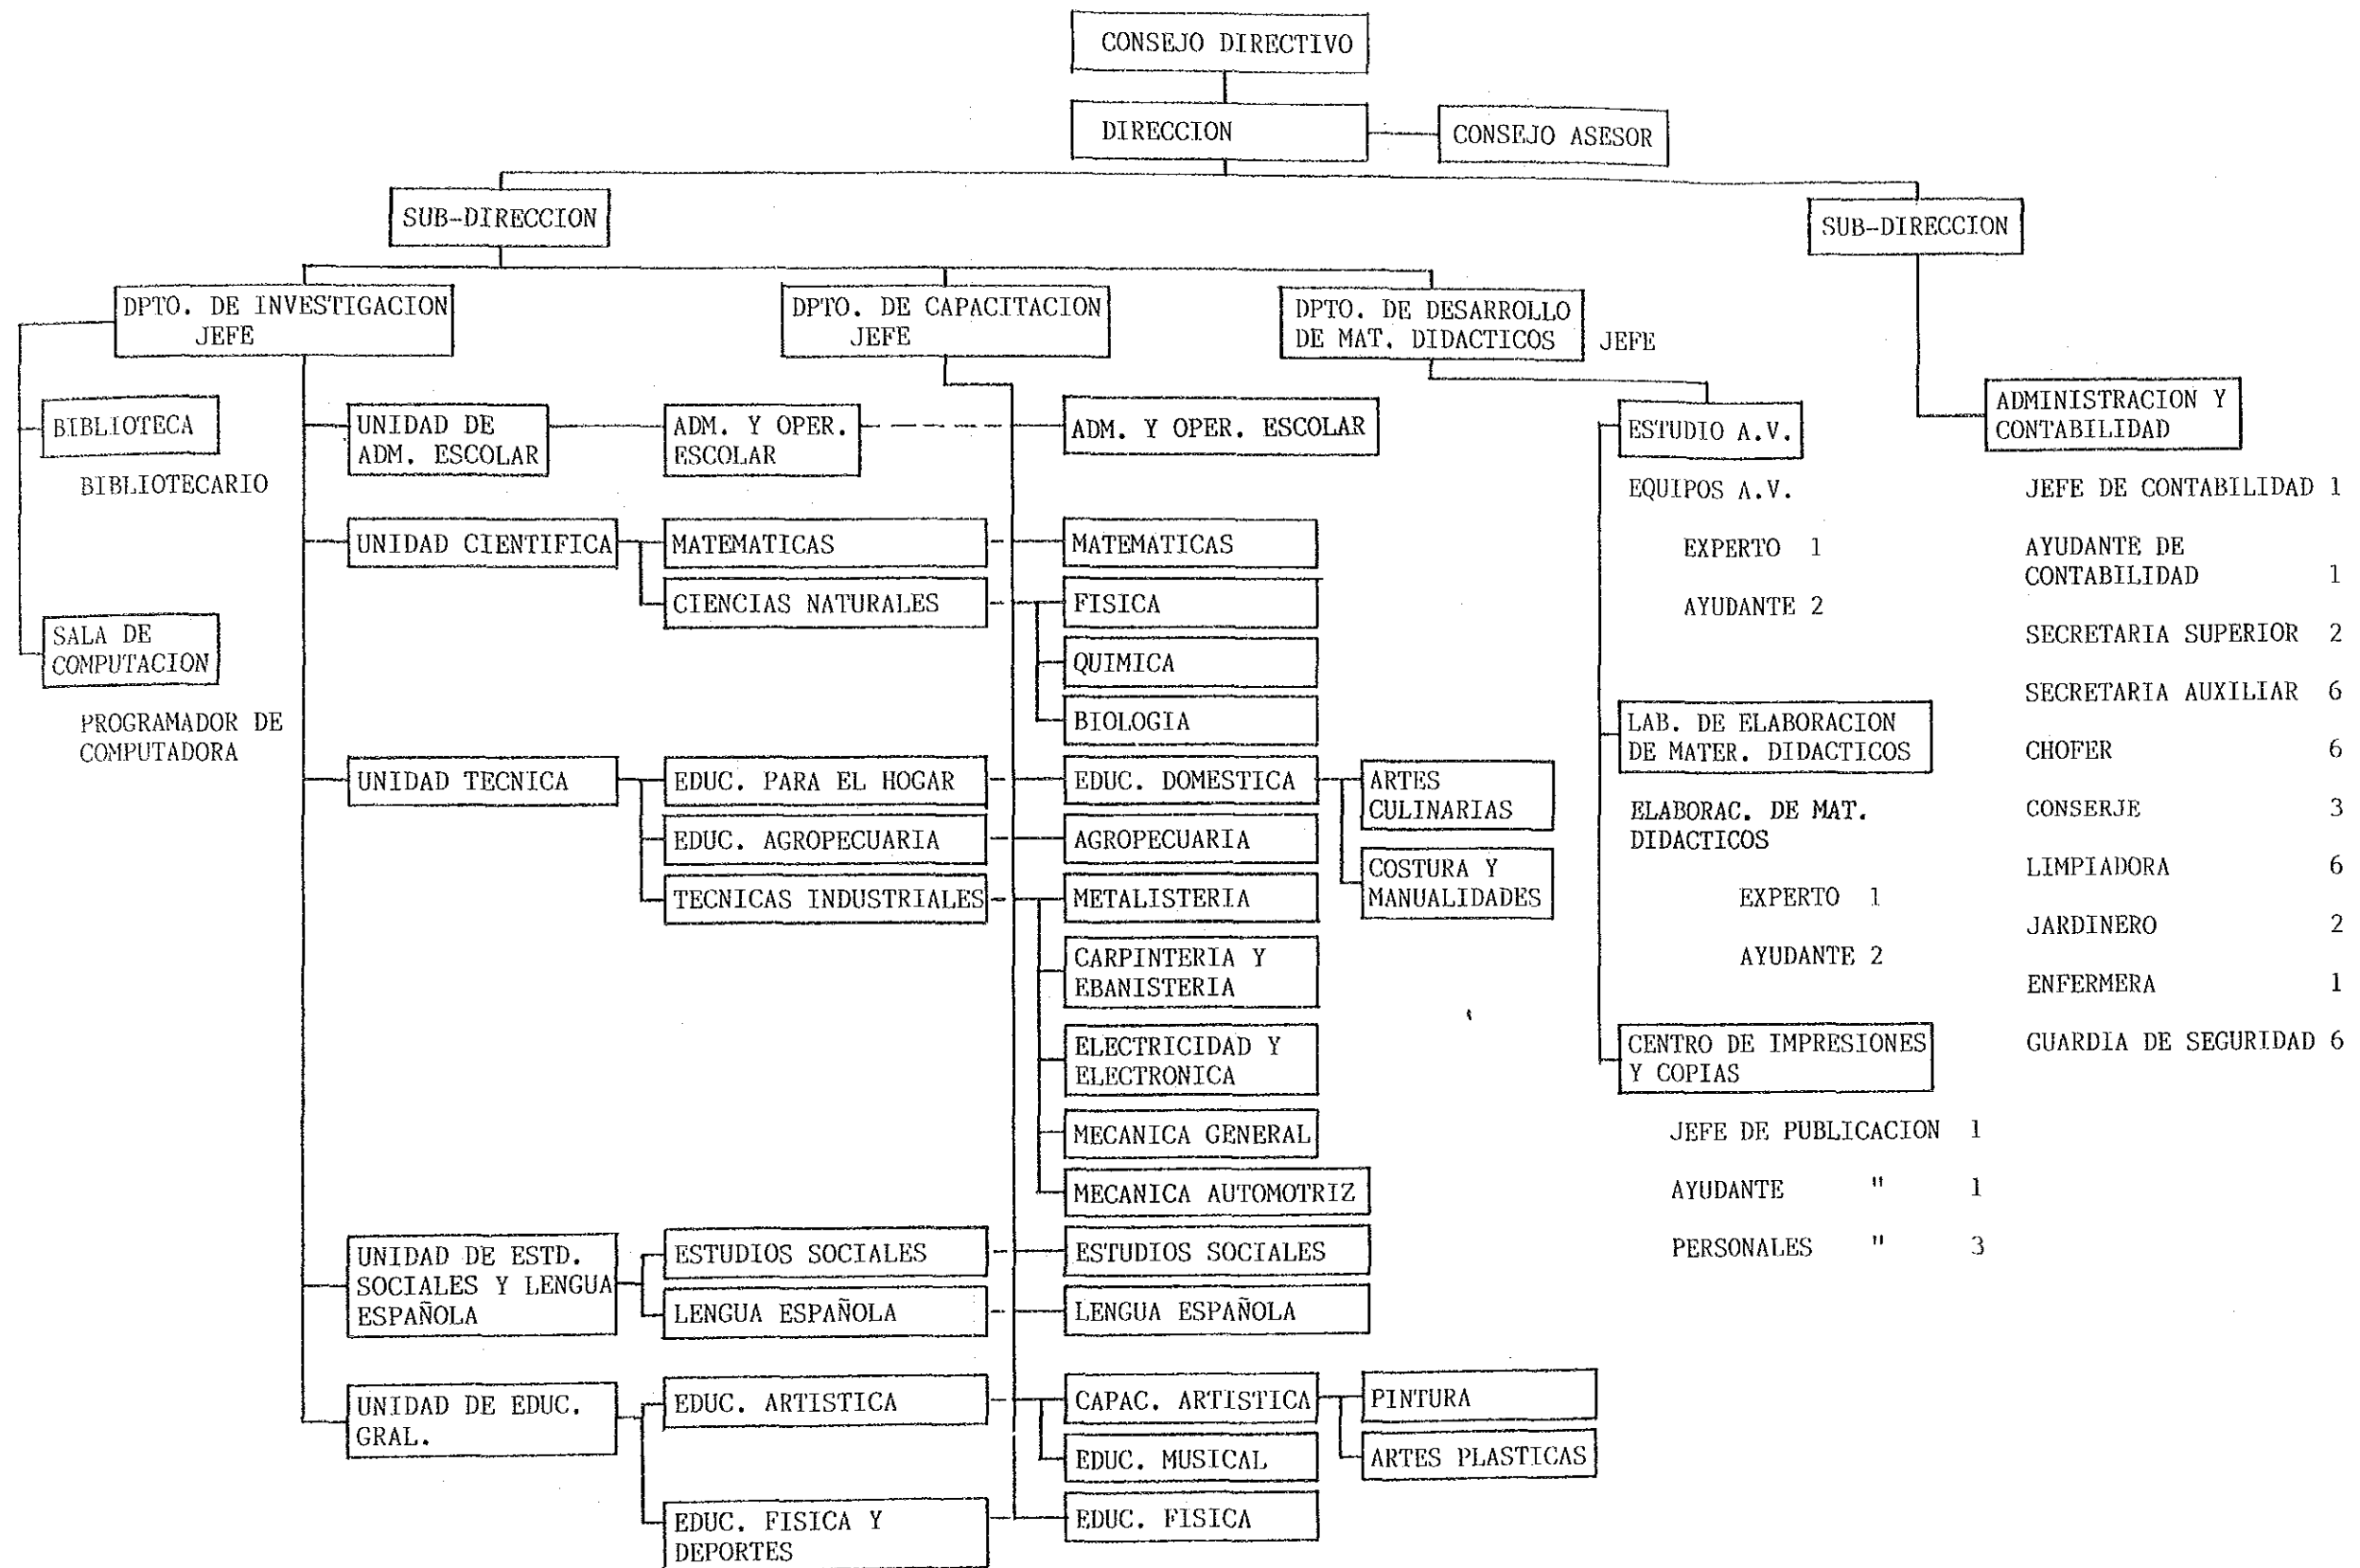 CONSEJO DIRECTIVO
DIRECCION
CONSEJO ASESOR
SUB-DIRECCION
SUB-DIRECCION
DPTO. DE INVESTIGACION
JEFE
DPTO. DE CAPACITACION
JEFE
DPTO. DE DESARROLLO
DE MAT. DIDACTICOS
JEFE
BIBLIOTECA
BIBLIOTECARIO
SALA DE
COMPUTACION
PROGRAMADOR DE
COMPUTADORA
UNIDAD DE
ADM. ESCOLAR
ADM. Y OPER.
ESCOLAR
ADM. Y OPER. ESCOLAR
UNIDAD CIENTIFICA
MATEMATICAS
MATEMATICAS
CIENCIAS NATURALES
FISICA
QUIMICA
BIOLOGIA
UNIDAD TECNICA
EDUC. PARA EL HOGAR
EDUC. DOMESTICA
ARTES
CULINARIAS
COSTURA Y
MANUALIDADES
EDUC. AGROPECUARIA
AGROPECUARIA
TECNICAS INDUSTRIALES
METALISTERIA
CARPINTERIA Y
EBANISTERIA
ELECTRICIDAD Y
ELECTRONICA
MECANICA GENERAL
MECANICA AUTOMOTRIZ
UNIDAD DE ESTD.
SOCIALES Y LENGUA
ESPAÑOLA
ESTUDIOS SOCIALES
ESTUDIOS SOCIALES
LENGUA ESPAÑOLA
LENGUA ESPAÑOLA
UNIDAD DE EDUC.
GRAL.
EDUC. ARTISTICA
CAPAC. ARTISTICA
PINTURA
ARTES PLASTICAS
EDUC. MUSICAL
EDUC. FISICA Y
DEPORTES
EDUC. FISICA
ESTUDIO A.V.
EQUIPOS A.V.
EXPERTO 1
AYUDANTE 2
LAB. DE ELABORACION
DE MATER. DIDACTICOS
ELABORAC. DE MAT.
DIDACTICOS
EXPERTO 1
AYUDANTE 2
CENTRO DE IMPRESIONES
Y COPIAS
JEFE DE PUBLICACION 1
AYUDANTE " 1
PERSONALES " 3
ADMINISTRACION Y
CONTABILIDAD
JEFE DE CONTABILIDAD 1
AYUDANTE DE
CONTABILIDAD 1
SECRETARIA SUPERIOR 2
SECRETARIA AUXILIAR 6
CHOFER 6
CONSERJE 3
LIMPIADORA 6
JARDINERO 2
ENFERMERA 1
GUARDIA DE SEGURIDAD 6